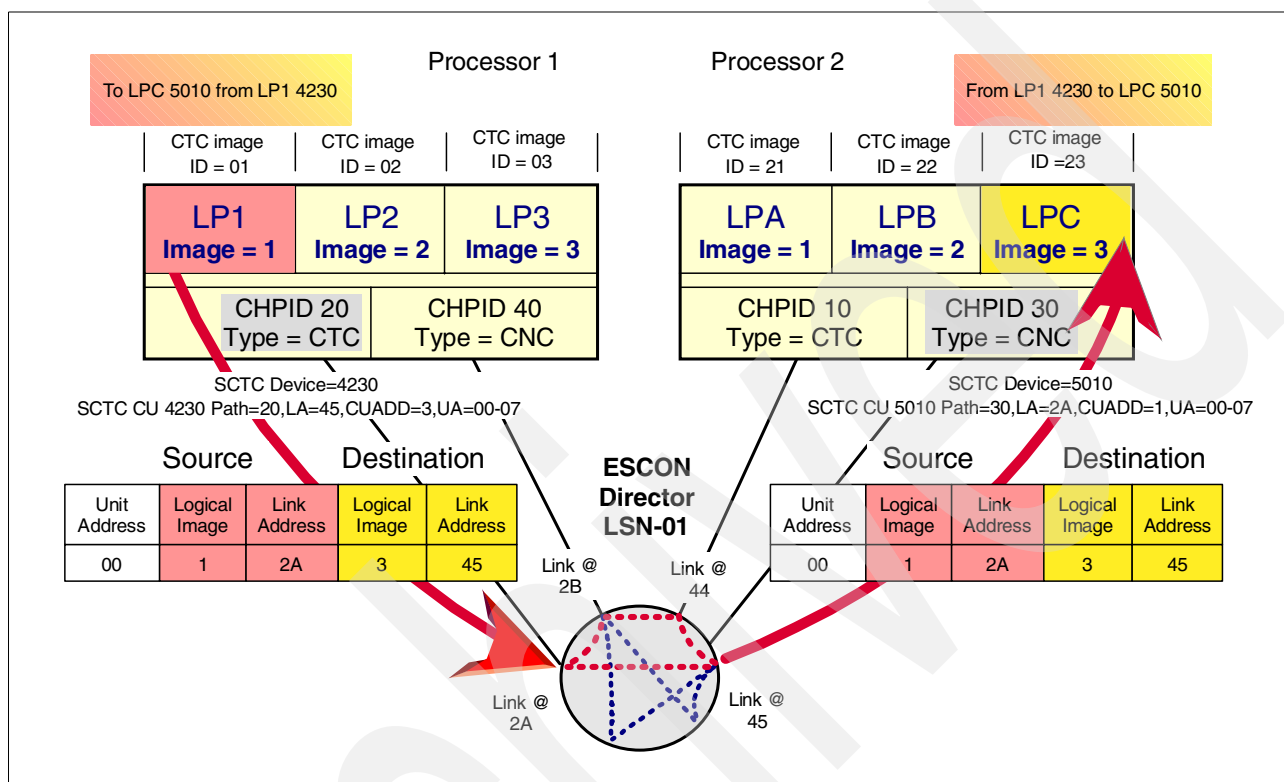 Processor 1
Processor 2
To LPC 5010 from LP1 4230
From LP1 4230 to LPC 5010
CTC image
ID = 01
CTC image
ID = 02
CTC image
ID = 03
CTC image
ID = 21
CTC image
ID = 22
CTC image
ID =23
LP1
Image = 1
LP2
Image = 2
LP3
Image = 3
LPA
Image = 1
LPB
Image = 2
LPC
Image = 3
CHPID 20
Type = CTC
CHPID 40
Type = CNC
CHPID 10
Type = CTC
CHPID 30
Type = CNC
SCTC Device=4230
SCTC CU 4230 Path=20,LA=45,CUADD=3,UA=00-07
SCTC Device=5010
SCTC CU 5010 Path=30,LA=2A,CUADD=1,UA=00-07
Source Destination
Unit Address Logical Image Link Address Logical Image Link Address
00 1 2A 3 45
ESCON
Director
LSN-01
Source Destination
Unit Address Logical Image Link Address Logical Image Link Address
00 1 2A 3 45
Link @
2B
Link @
44
Link @
2A
Link @
45